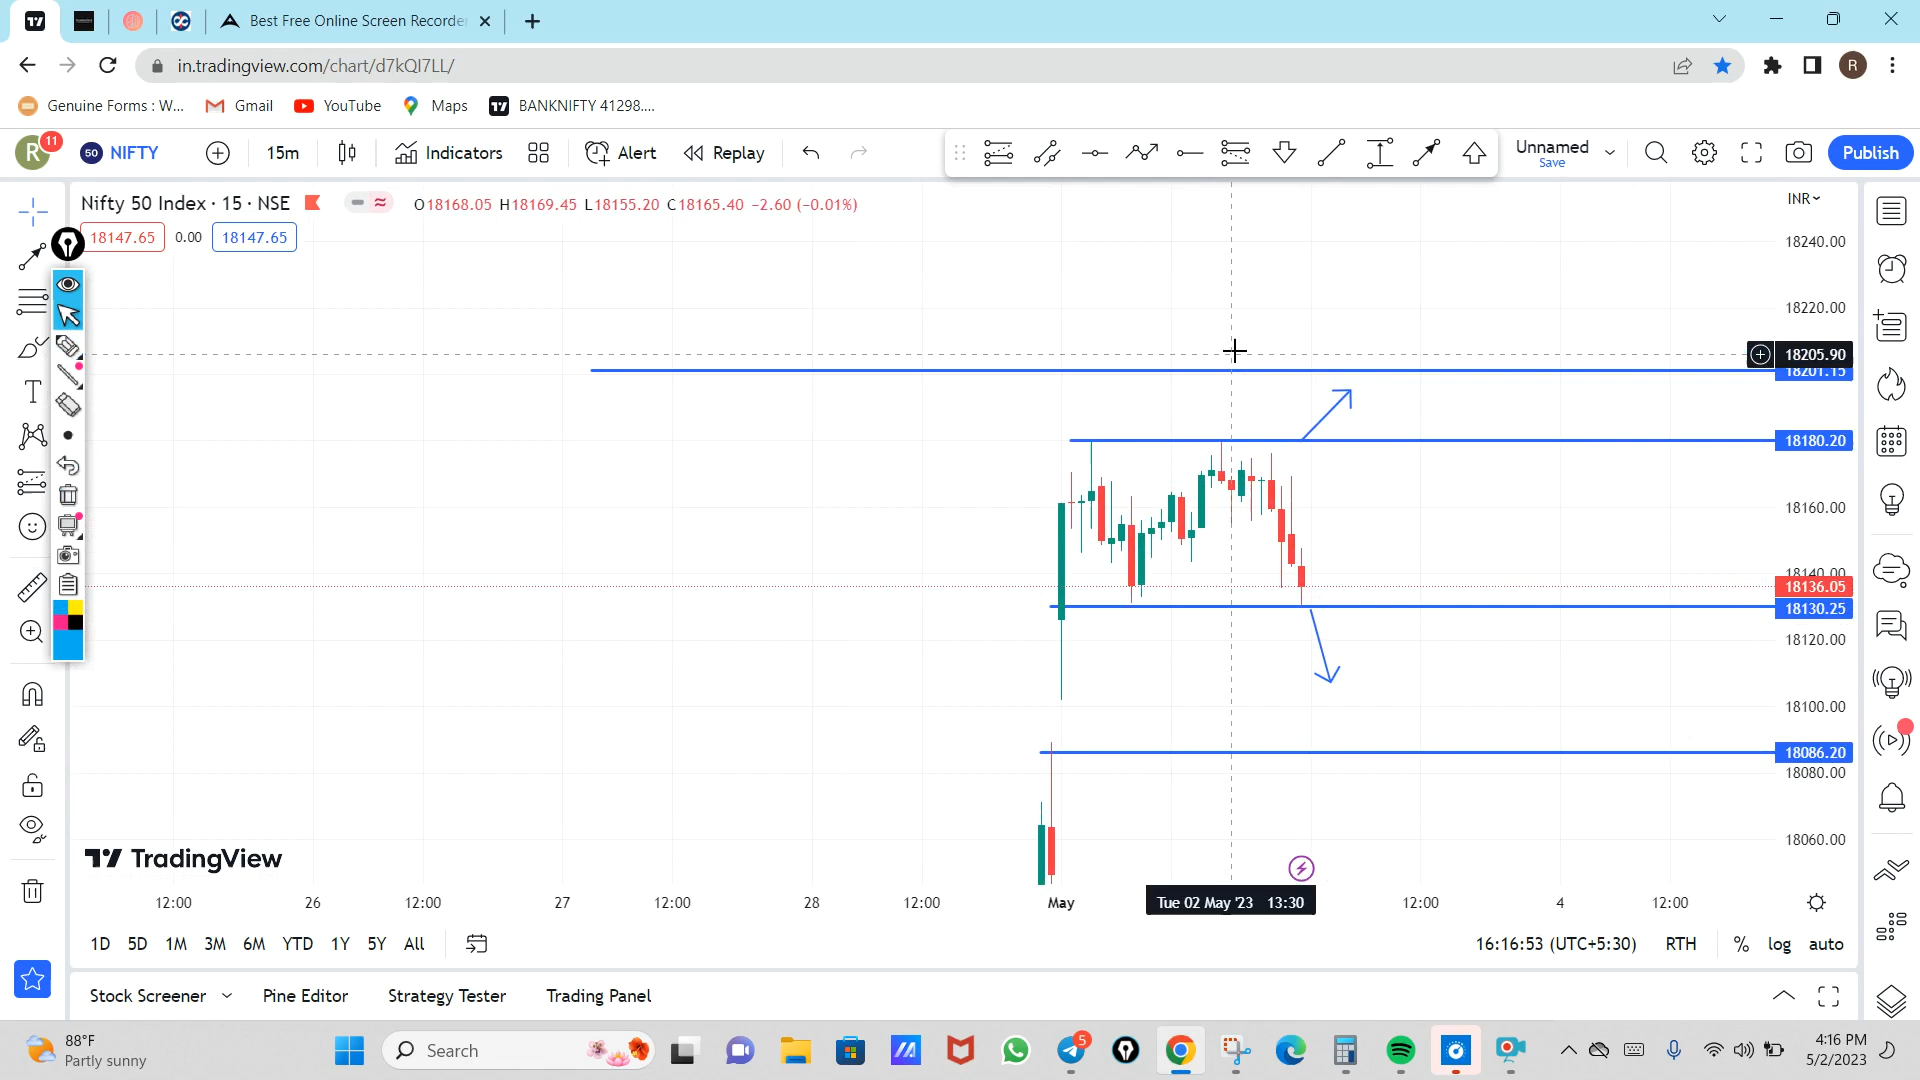 Best Free Online Screen Recorder
in.tradingview.com/chart/d7kQI7LL/
R
Genuine Forms : W...
Gmail
YouTube
Maps
BANKNIFTY 41298....
R 11
50 NIFTY
15m
Indicators
Alert
Replay
Unnamed
Save
Publish
Nifty 50 Index · 15 · NSE
O18168.05 H18169.45 L18155.20 C18165.40 −2.60 (−0.01%)
INR
18147.65 0.00 18147.65
18240.00
18220.00
18205.90
18201.15
18180.20
18160.00
18140.00
18136.05
18130.25
18120.00
18100.00
18086.20
18080.00
18060.00
TradingView
12:00 26 12:00 27 12:00 28 12:00 May Tue 02 May '23 13:30 12:00 4 12:00
1D 5D 1M 3M 6M YTD 1Y 5Y All
16:16:53 (UTC+5:30) RTH % log auto
Stock Screener Pine Editor Strategy Tester Trading Panel
88°F
Partly sunny
Search
5
4:16 PM
5/2/2023